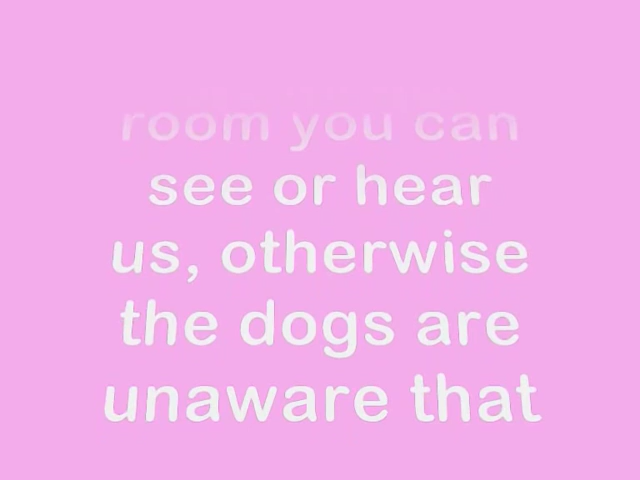 room you can
see or hear
us, otherwise
the dogs are
unaware that